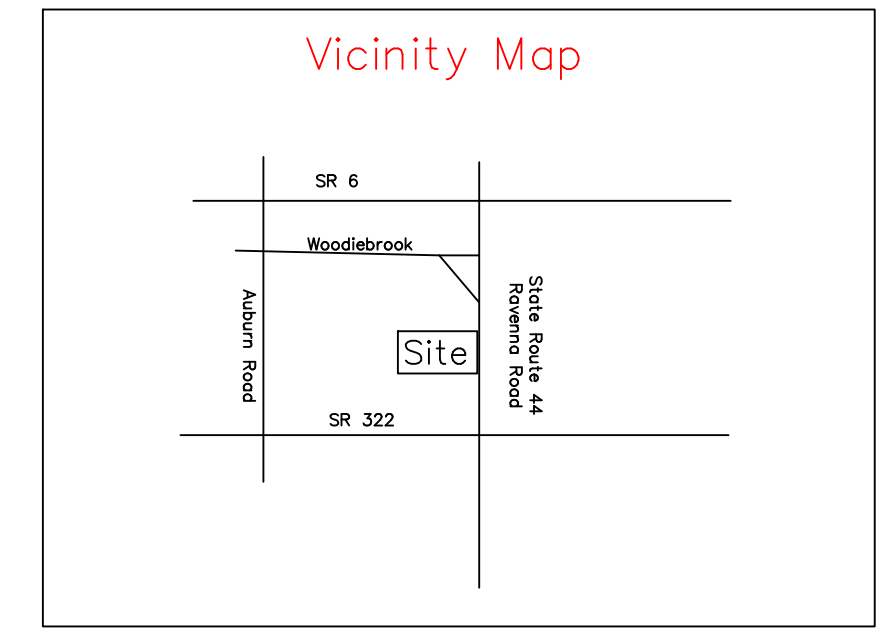 Vicinity Map
SR 6
Woodiebrook
Auburn Road
State Route 44
Ravenna Road
Site
SR 322